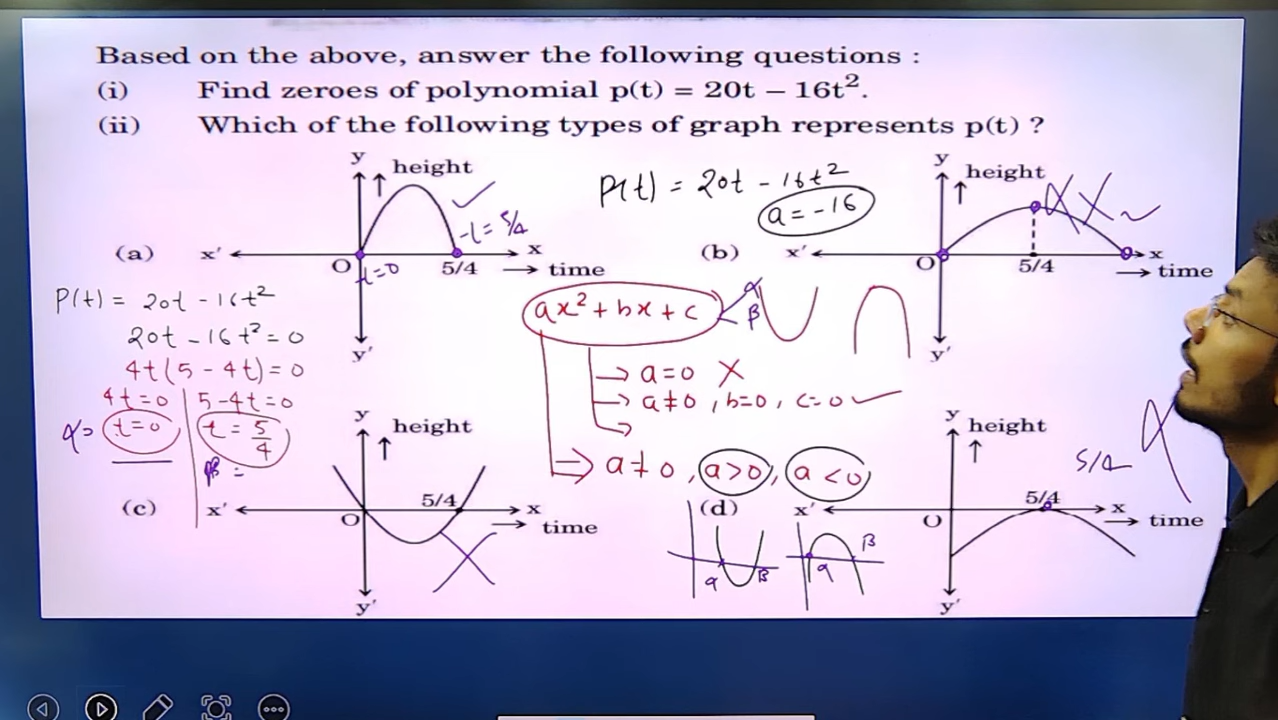 Based on the above, answer the following questions :
(i) Find zeroes of polynomial p(t) = 20t – 16t².
(ii) Which of the following types of graph represents p(t) ?
y height
P(t) = 20t - 16t²
a = -16
y height
t = 5/4
(a) x' O t=0 5/4 x time
(b) x' O 5/4 x time
y'
y'
P(t) = 20t - 16t²
20t - 16t² = 0
4t(5 - 4t) = 0
4t=0 5-4t=0
α= t=0 t = 5/4
β =
ax² + bx + c α β
→ a=0 X
→ a≠0, b=0, c=0 ✓
⇒ a≠0, a>0, a<0
y height
y height
5/4
(c) x' O 5/4 x time
(d) x' O 5/4 x time
α β
α β
y'
y'